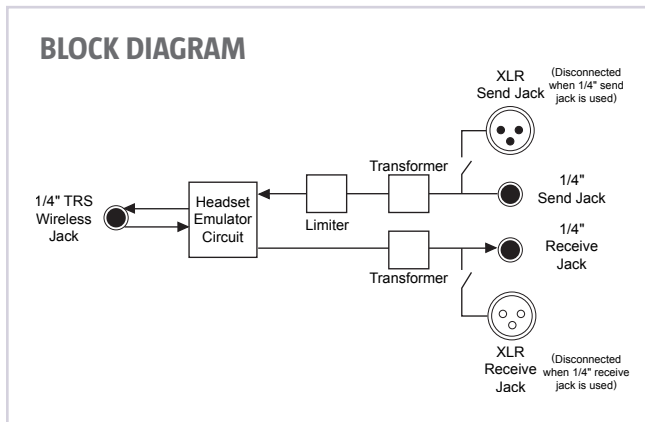 BLOCK DIAGRAM
XLR
Send Jack
(Disconnected
when 1/4" send
jack is used)
Transformer
1/4"
Send Jack
Limiter
1/4" TRS
Wireless
Jack
Headset
Emulator
Circuit
1/4"
Receive
Jack
Transformer
XLR
Receive
Jack
(Disconnected
when 1/4" receive
jack is used)